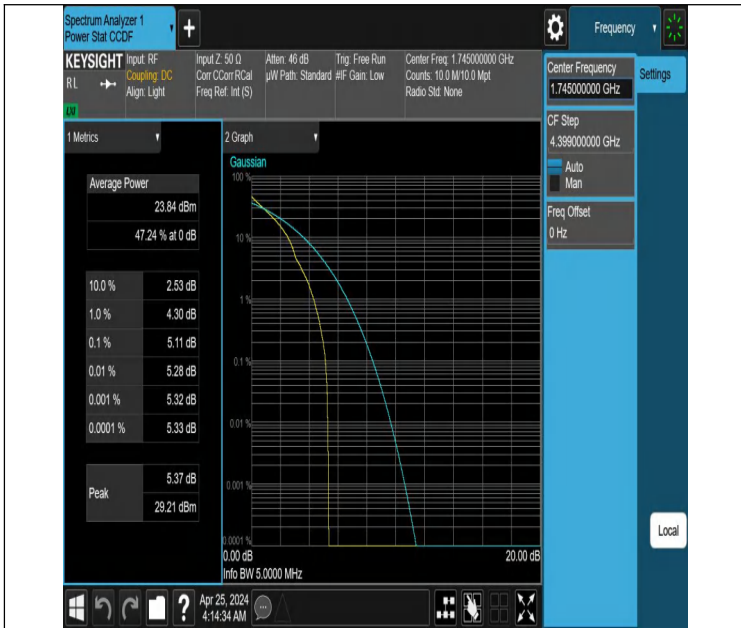 Spectrum Analyzer 1
Power Stat CCDF
+
Frequency
KEYSIGHT
RL
Input: RF
Coupling: DC
Align: Light
Input Z: 50 Ω
Corr CCorr RCal
Freq Ref: Int (S)
Atten: 46 dB
µW Path: Standard
Trig: Free Run
#IF Gain: Low
Center Freq: 1.745000000 GHz
Counts: 10.0 M/10.0 Mpt
Radio Std: None
1 Metrics
Average Power
23.84 dBm
47.24 % at 0 dB
10.0 % 2.53 dB
1.0 % 4.30 dB
0.1 % 5.11 dB
0.01 % 5.28 dB
0.001 % 5.32 dB
0.0001 % 5.33 dB
Peak
5.37 dB
29.21 dBm
2 Graph
Gaussian
100 %
10 %
1 %
0.1 %
0.01 %
0.001 %
0.0001 %
0.00 dB 20.00 dB
Info BW 5.0000 MHz
Center Frequency
1.745000000 GHz
Settings
CF Step
4.399000000 GHz
Auto
Man
Freq Offset
0 Hz
Local
?
Apr 25, 2024
4:14:34 AM